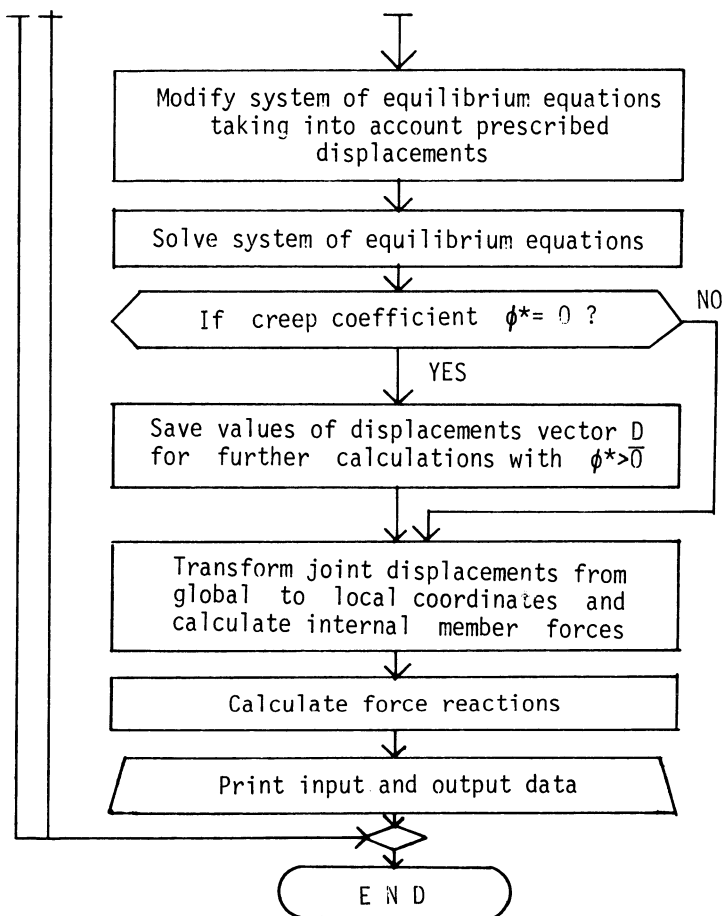 Modify system of equilibrium equations
taking into account prescribed
displacements
Solve system of equilibrium equations
If creep coefficient ϕ*= 0 ?
NO
YES
Save values of displacements vector D
for further calculations with ϕ*>0
Transform joint displacements from
global to local coordinates and
calculate internal member forces
Calculate force reactions
Print input and output data
E N D